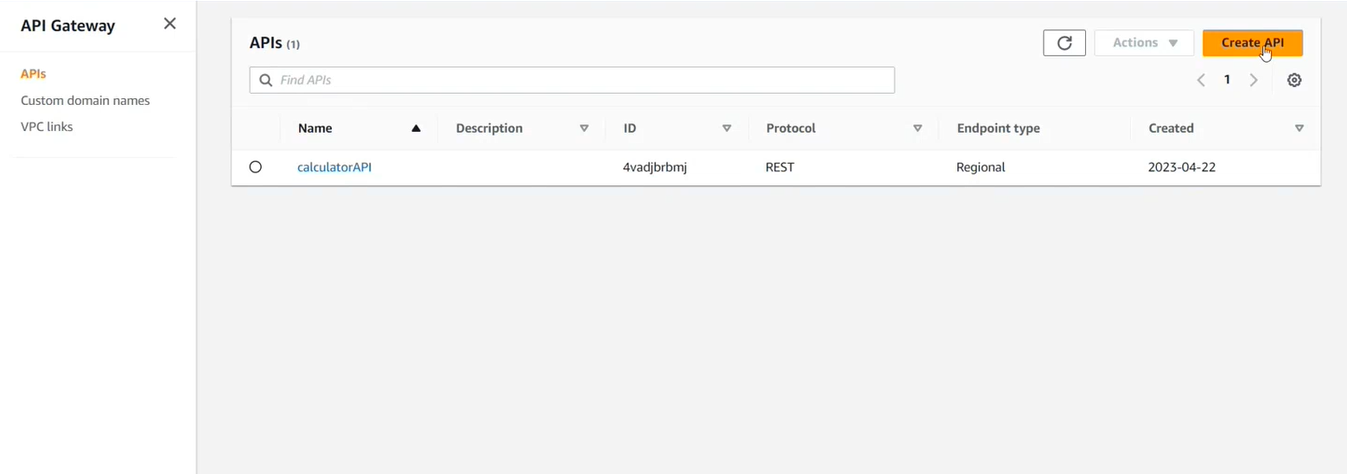 API Gateway
APIs
Custom domain names
VPC links
APIs (1)
Actions
Create API
Find APIs
1
Name Description ID Protocol Endpoint type Created
calculatorAPI 4vadjbrbmj REST Regional 2023-04-22